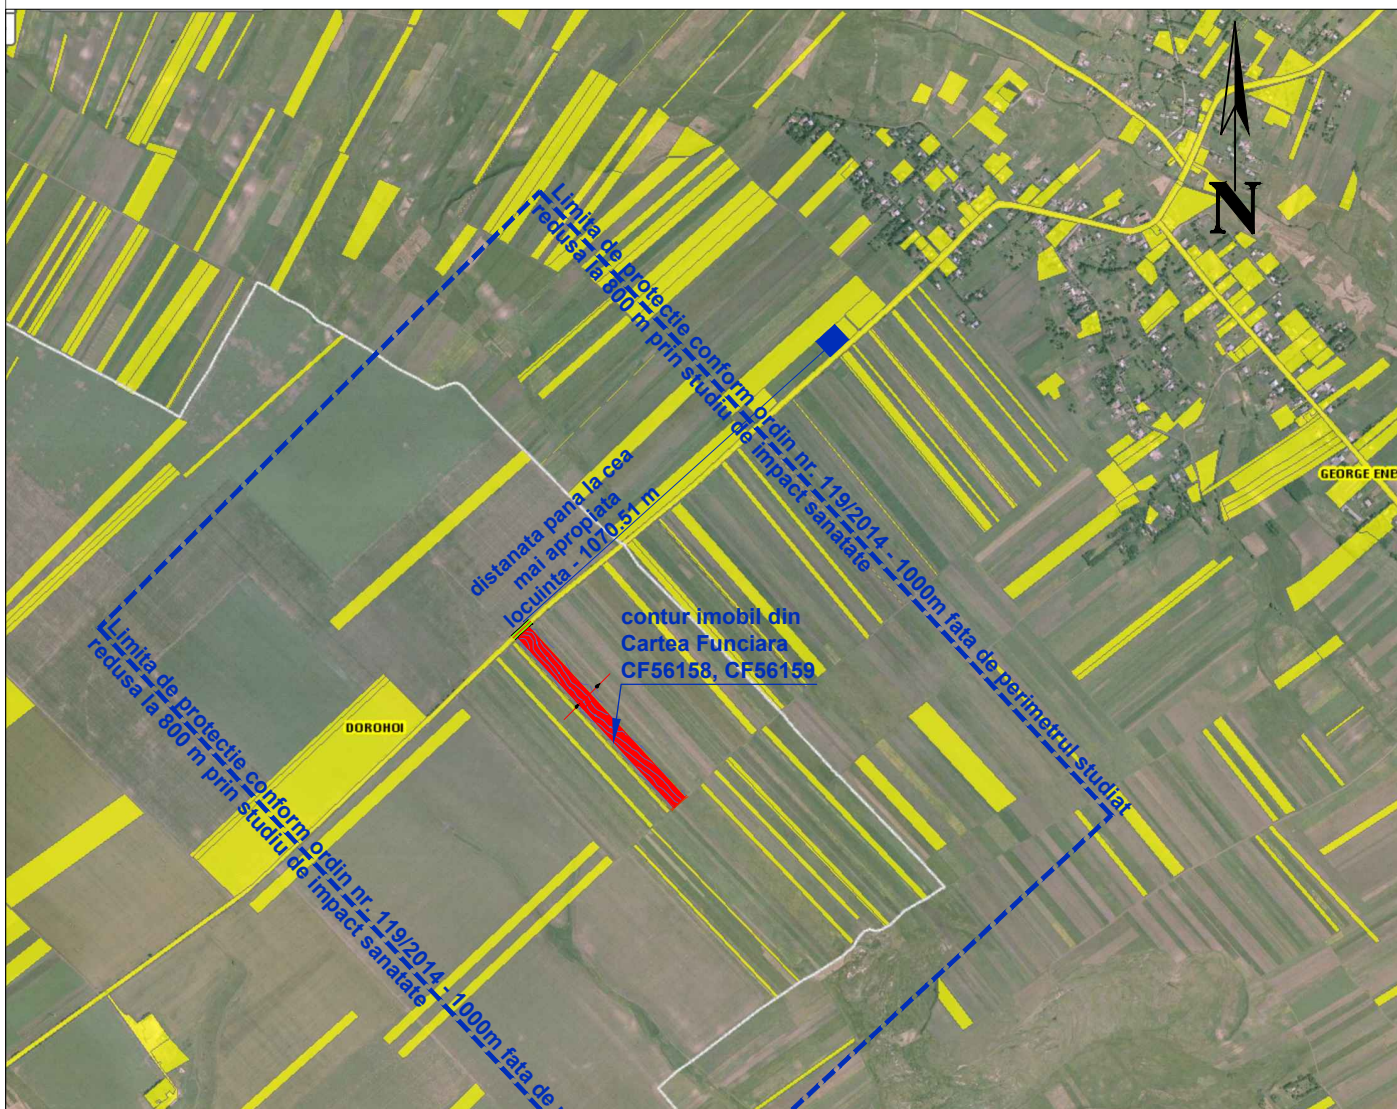 N
Limita de protectie conform ordin nr. 119/2014 - 1000m fata de perimetrul studiat
redusa la 800 m prin studiu de impact sanatate
GEORGE ENE
distanata pana la cea
mai apropiata
locuinta - 1070.51 m
contur imobil din
Cartea Funciara
CF56158, CF56159
DOROHOI
Limita de protectie conform ordin nr. 119/2014 - 1000m fata de
redusa la 800 m prin studiu de impact sanatate